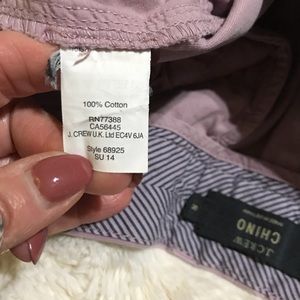 100% Cotton
RN77388
CA56445
J. CREW U.K. Ltd EC4V 6JA
Style 68925
SU 14
J.CREW
CHINO